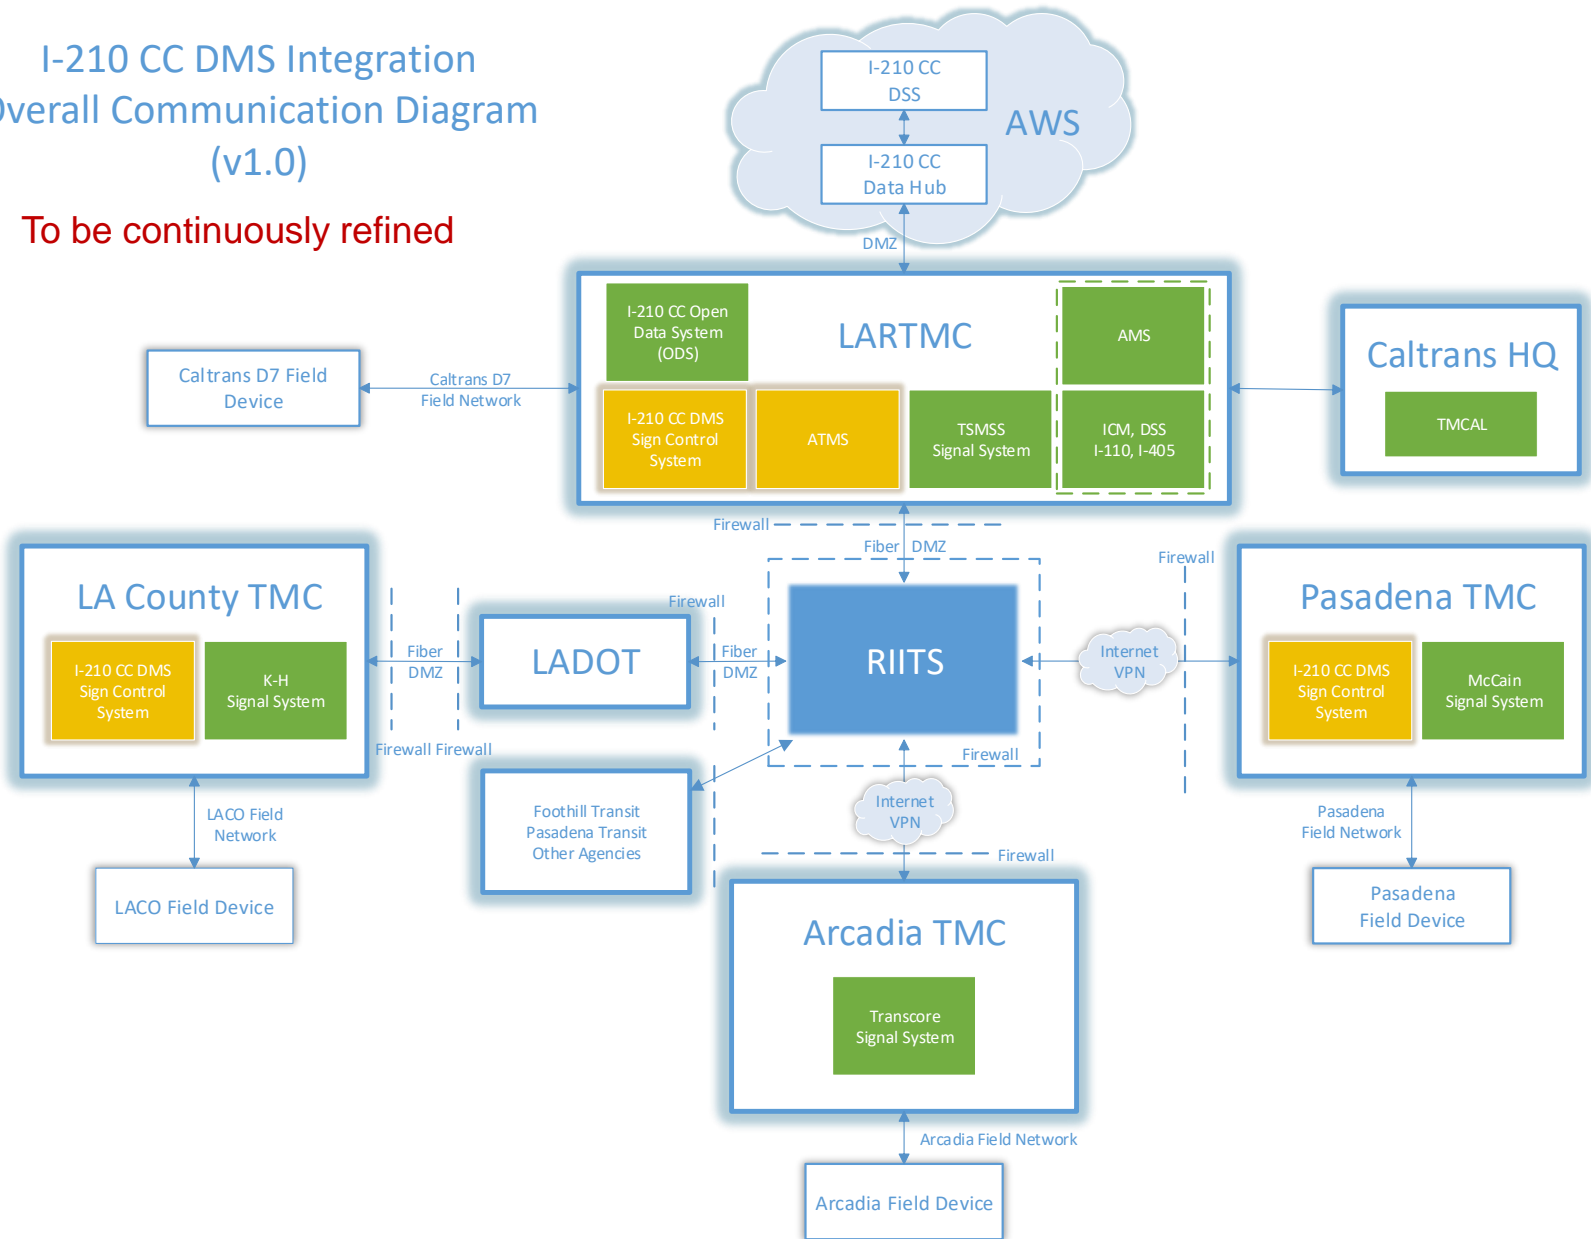 I-210 CC DMS Integration
Overall Communication Diagram
(v1.0)
To be continuously refined
I-210 CC
DSS
AWS
I-210 CC
Data Hub
DMZ
LARTMC
I-210 CC Open
Data System
(ODS)
AMS
I-210 CC DMS
Sign Control
System
ATMS
TSMSS
Signal System
ICM, DSS
I-110, I-405
Caltrans D7 Field
Device
Caltrans D7
Field Network
Caltrans HQ
TMCAL
Firewall
Fiber DMZ
LA County TMC
I-210 CC DMS
Sign Control
System
K-H
Signal System
Fiber
DMZ
Firewall Firewall
LADOT
Firewall
Fiber
DMZ
RIITS
Firewall
Internet
VPN
Firewall
Pasadena TMC
I-210 CC DMS
Sign Control
System
McCain
Signal System
LACO Field
Network
LACO Field Device
Foothill Transit
Pasadena Transit
Other Agencies
Internet
VPN
Firewall
Pasadena
Field Network
Pasadena
Field Device
Arcadia TMC
Transcore
Signal System
Arcadia Field Network
Arcadia Field Device